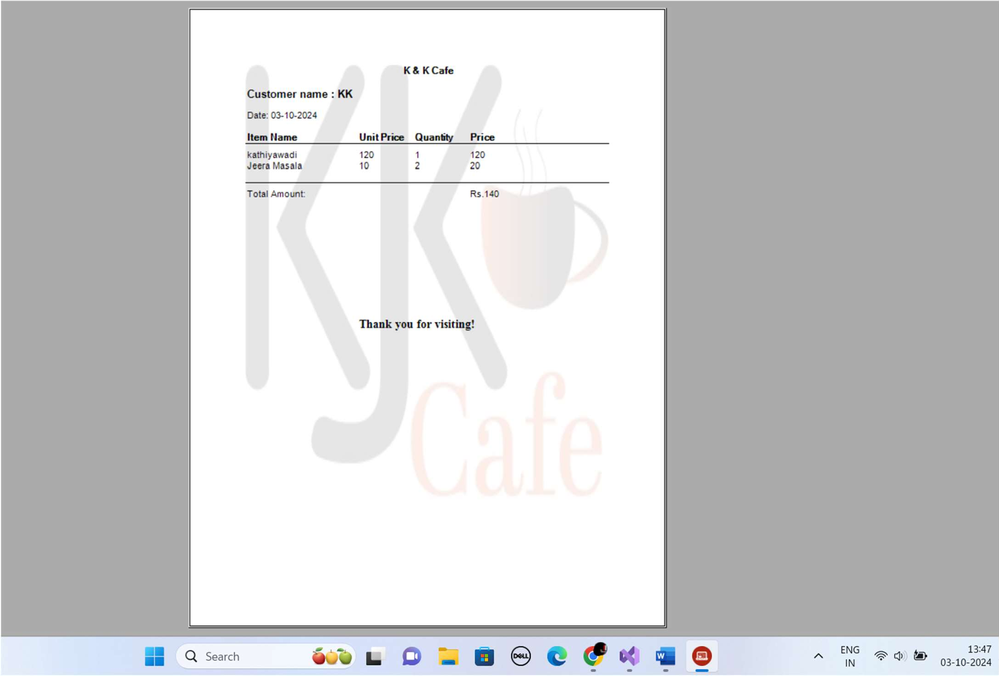 K & K Cafe
Customer name : KK
Date: 03-10-2024
Item Name Unit Price Quantity Price
kathiyawadi 120 1 120
Jeera Masala 10 2 20
Total Amount: Rs.140
Thank you for visiting!
KJK
Cafe
Search
DELL
W
ENG
IN
13:47
03-10-2024